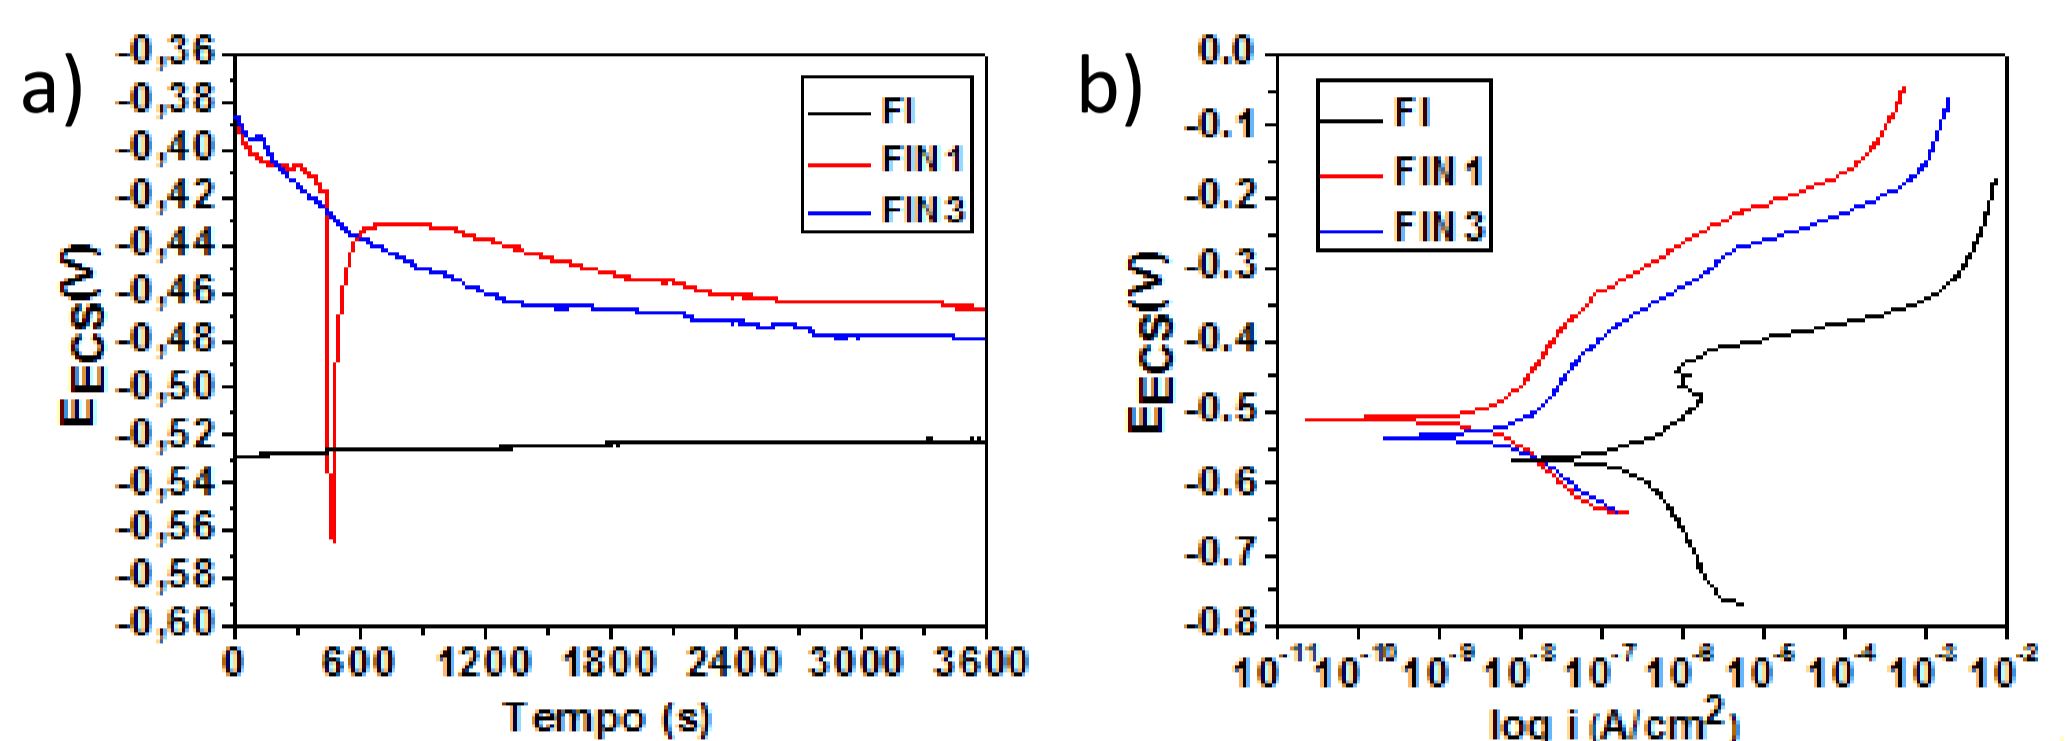 a)
-0,36
-0,38
-0,40
-0,42
-0,44
-0,46
-0,48
-0,50
-0,52
-0,54
-0,56
-0,58
-0,60
E_ECS(V)
FI
FIN 1
FIN 3
0 600 1200 1800 2400 3000 3600
Tempo (s)
b)
0.0
-0.1
-0.2
-0.3
-0.4
-0.5
-0.6
-0.7
-0.8
E_ECS(V)
FI
FIN 1
FIN 3
10⁻¹¹ 10⁻¹⁰ 10⁻⁹ 10⁻⁸ 10⁻⁷ 10⁻⁶ 10⁻⁵ 10⁻⁴ 10⁻³ 10⁻²
log i (A/cm²)